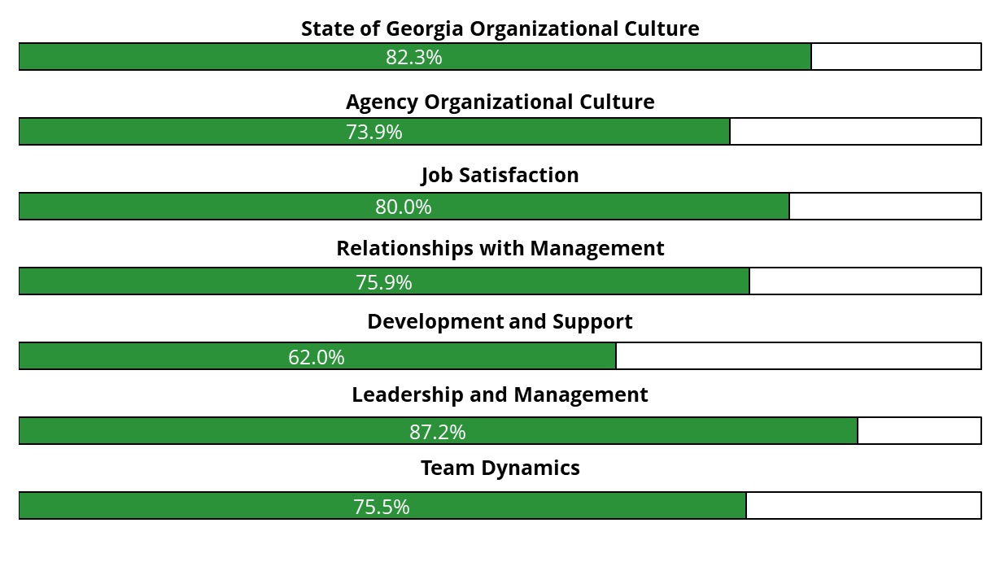 State of Georgia Organizational Culture
82.3%
Agency Organizational Culture
73.9%
Job Satisfaction
80.0%
Relationships with Management
75.9%
Development and Support
62.0%
Leadership and Management
87.2%
Team Dynamics
75.5%